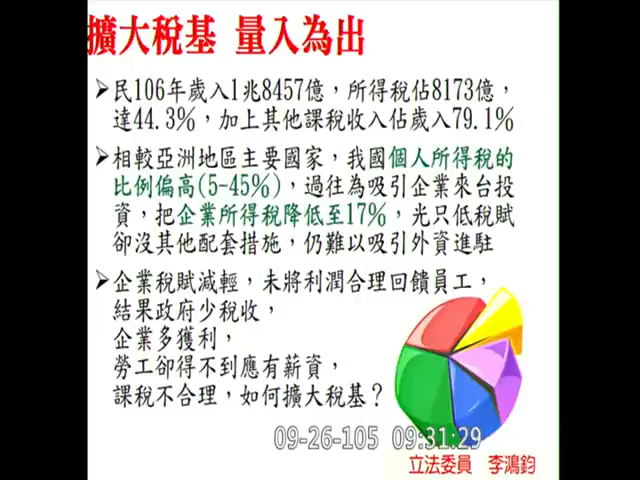 擴大稅基 量入為出
➢民106年歲入1兆8457億，所得稅佔8173億，
達44.3%，加上其他課稅收入佔歲入79.1%
➢相較亞洲地區主要國家，我國個人所得稅的
比例偏高(5-45%)，過往為吸引企業來台投
資，把企業所得稅降低至17%，光只低稅賦
卻沒其他配套措施，仍難以吸引外資進駐
➢企業稅賦減輕，未將利潤合理回饋員工，
結果政府少稅收，
企業多獲利，
勞工卻得不到應有薪資，
課稅不合理，如何擴大稅基？
09-26-105 09:31:29
立法委員 李鴻鈞